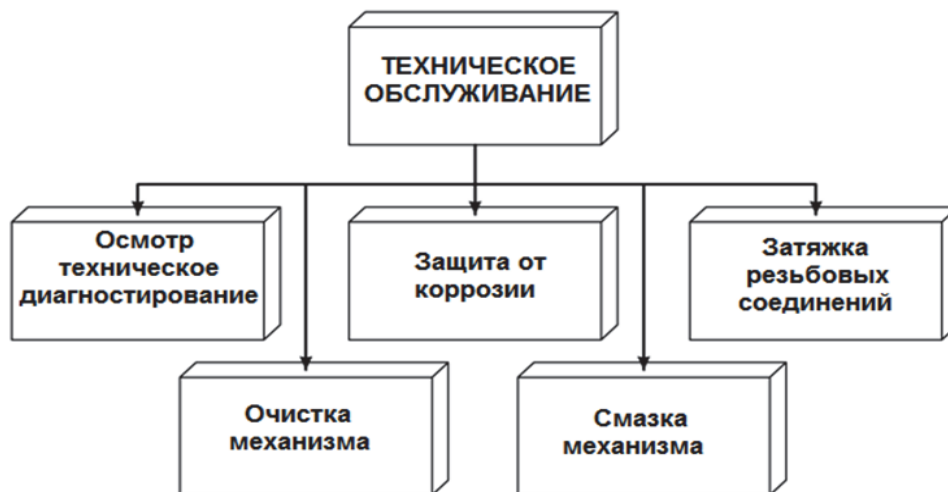 ТЕХНИЧЕСКОЕ
ОБСЛУЖИВАНИЕ
Осмотр
техническое
диагностирование
Защита от
коррозии
Затяжка
резьбовых
соединений
Очистка
механизма
Смазка
механизма